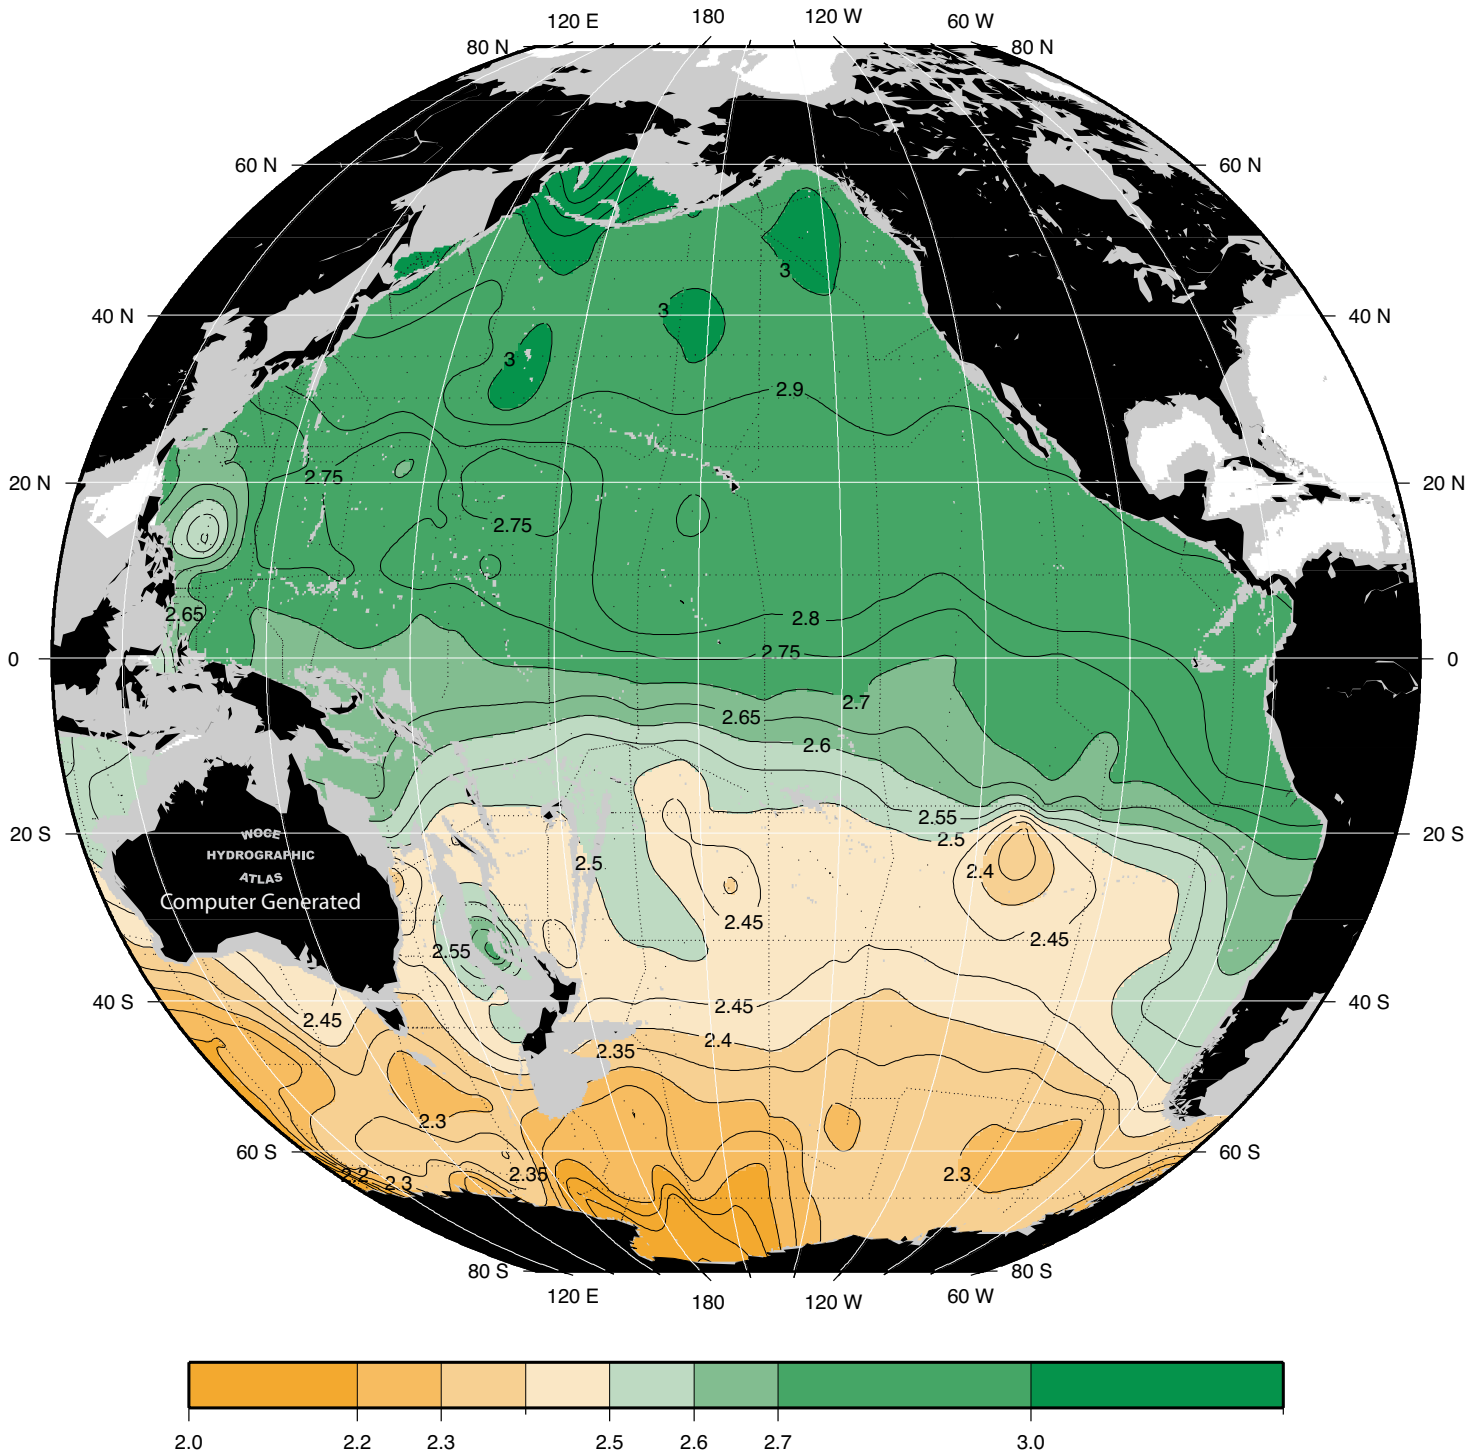 120 E 180 120 W 60 W
80 N 80 N
60 N 60 N
3
3
40 N 40 N
3
2.9
2.75
20 N 20 N
2.75
2.65 2.8
2.75
0 0
2.7
2.65
2.6
2.55
20 S 20 S
WOCE
2.5
HYDROGRAPHIC
2.5
2.4
ATLAS
Computer Generated
2.45
2.45
2.55
40 S 40 S
2.45
2.45
2.4
2.35
2.3
60 S 60 S
2.2 2.3 2.35 2.3
80 S 80 S
120 E 180 120 W 60 W
2.0 2.2 2.3 2.5 2.6 2.7 3.0